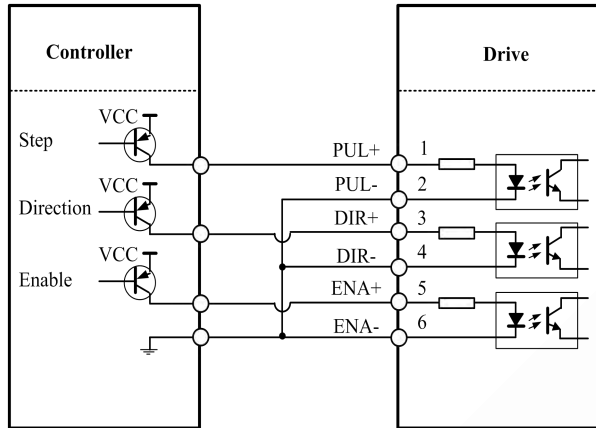 Controller
Drive
VCC
Step
PUL+ 1
PUL- 2
VCC
Direction
DIR+ 3
DIR- 4
VCC
Enable
ENA+ 5
ENA- 6